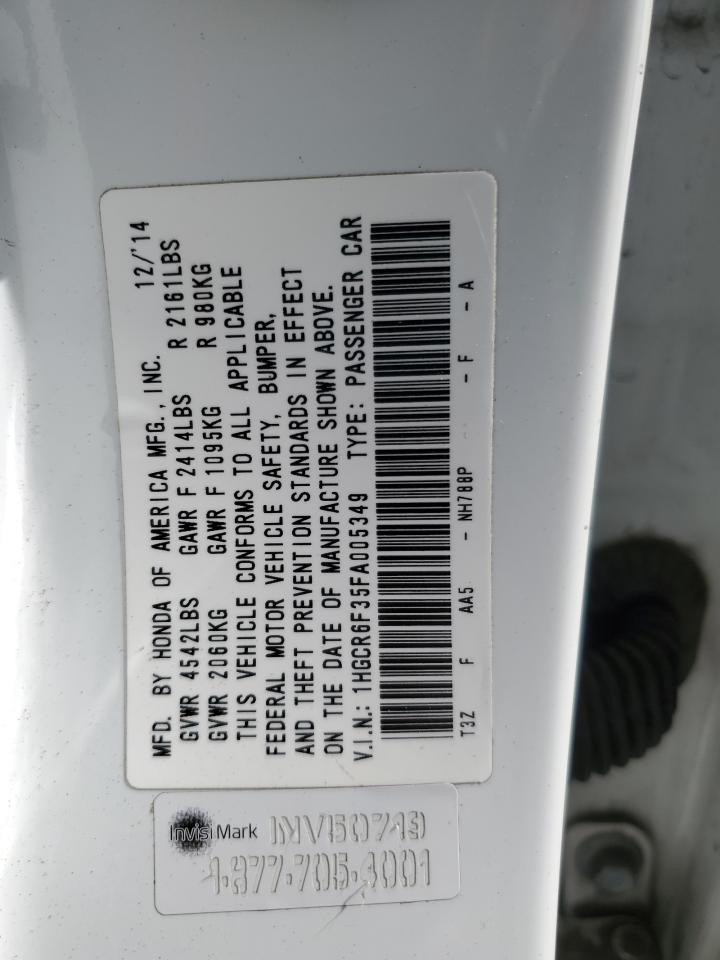 MFD. BY HONDA OF AMERICA MFG., INC. 12/'14
GVWR 4542LBS GAWR F 2414LBS R 2161LBS
GVWR 2060KG GAWR F 1095KG R 980KG
THIS VEHICLE CONFORMS TO ALL APPLICABLE
FEDERAL MOTOR VEHICLE SAFETY, BUMPER,
AND THEFT PREVENTION STANDARDS IN EFFECT
ON THE DATE OF MANUFACTURE SHOWN ABOVE.
V.I.N.: 1HGCR6F35FA005349 TYPE: PASSENGER CAR
T3Z F AA5 - NH788P - F - A
InvisiMark
1-877-705-4001